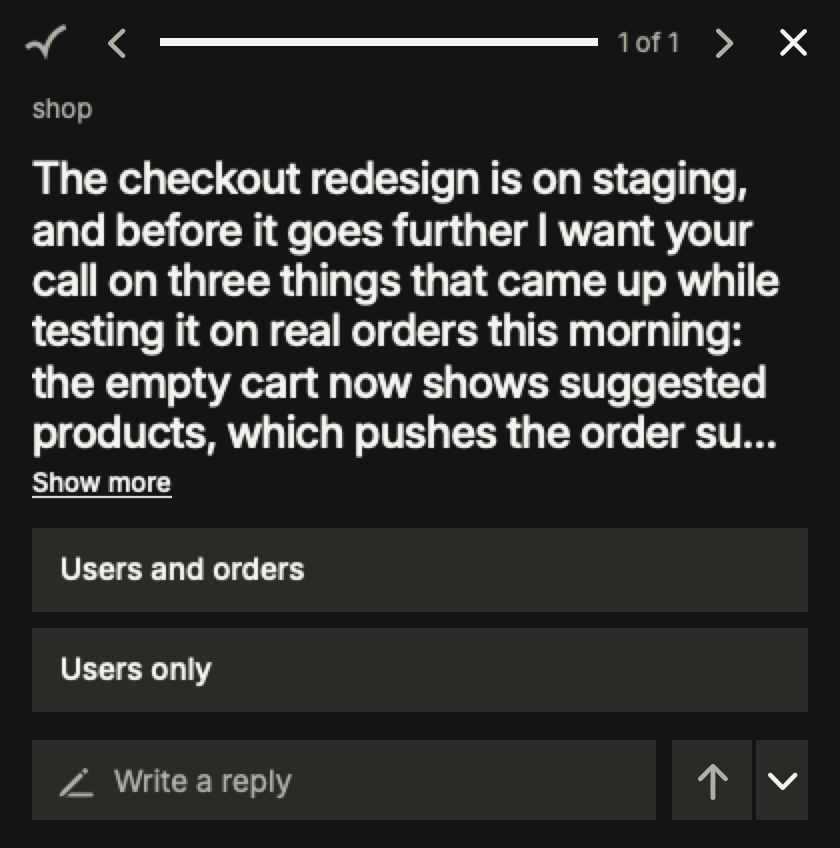 1 of 1
shop
The checkout redesign is on staging,
and before it goes further I want your
call on three things that came up while
testing it on real orders this morning:
the empty cart now shows suggested
products, which pushes the order su...
Show more
Users and orders
Users only
Write a reply